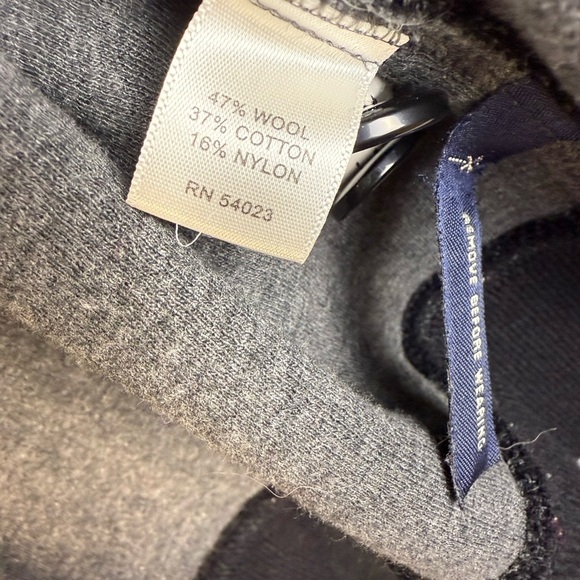 47% WOOL
37% COTTON
16% NYLON
RN 54023
REMOVE BEFORE WEARING